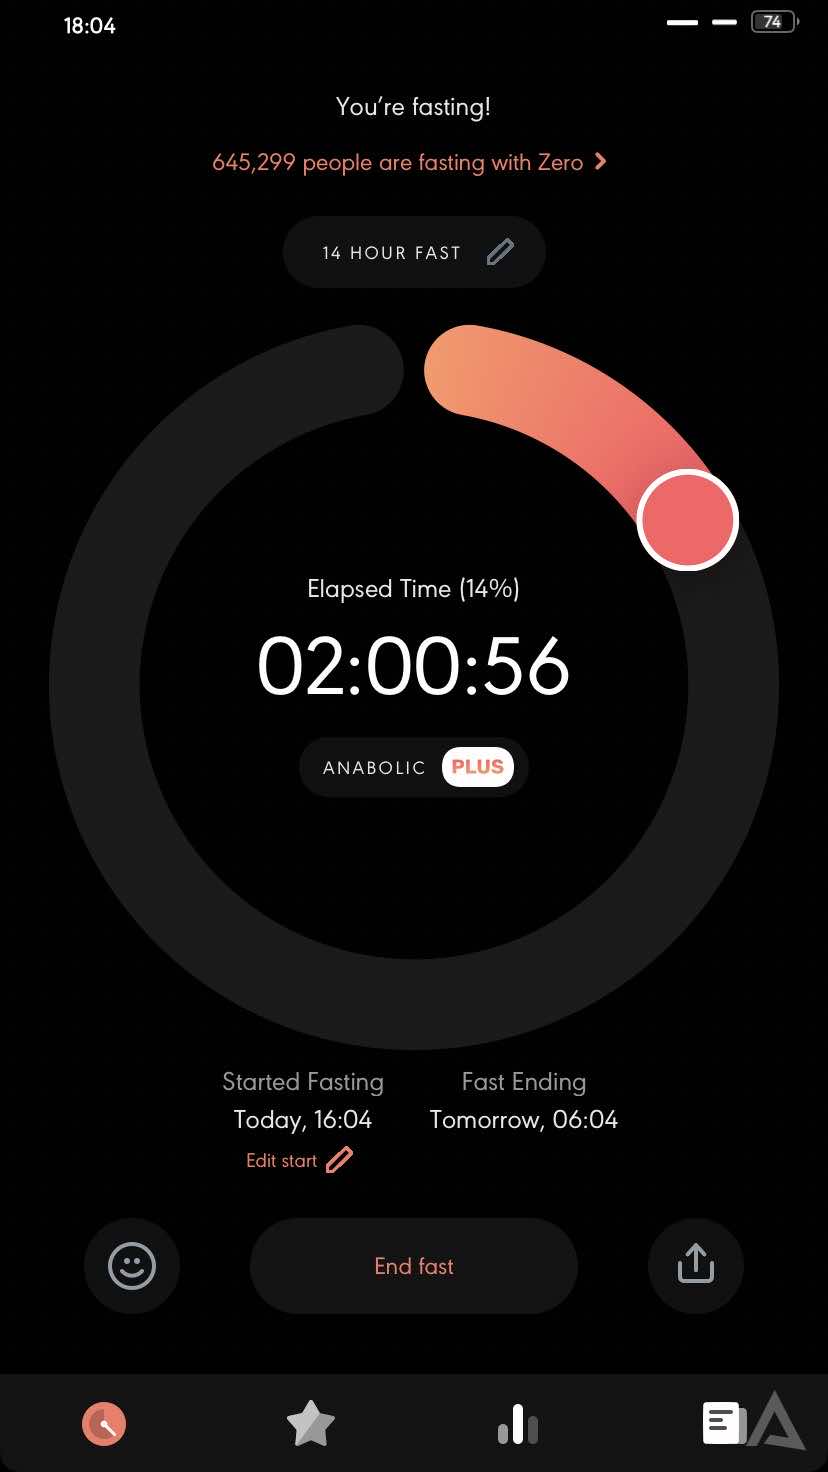 18:04
74
You’re fasting!
645,299 people are fasting with Zero
14 HOUR FAST
Elapsed Time (14%)
02:00:56
ANABOLIC PLUS
Started Fasting Fast Ending
Today, 16:04 Tomorrow, 06:04
Edit start
End fast